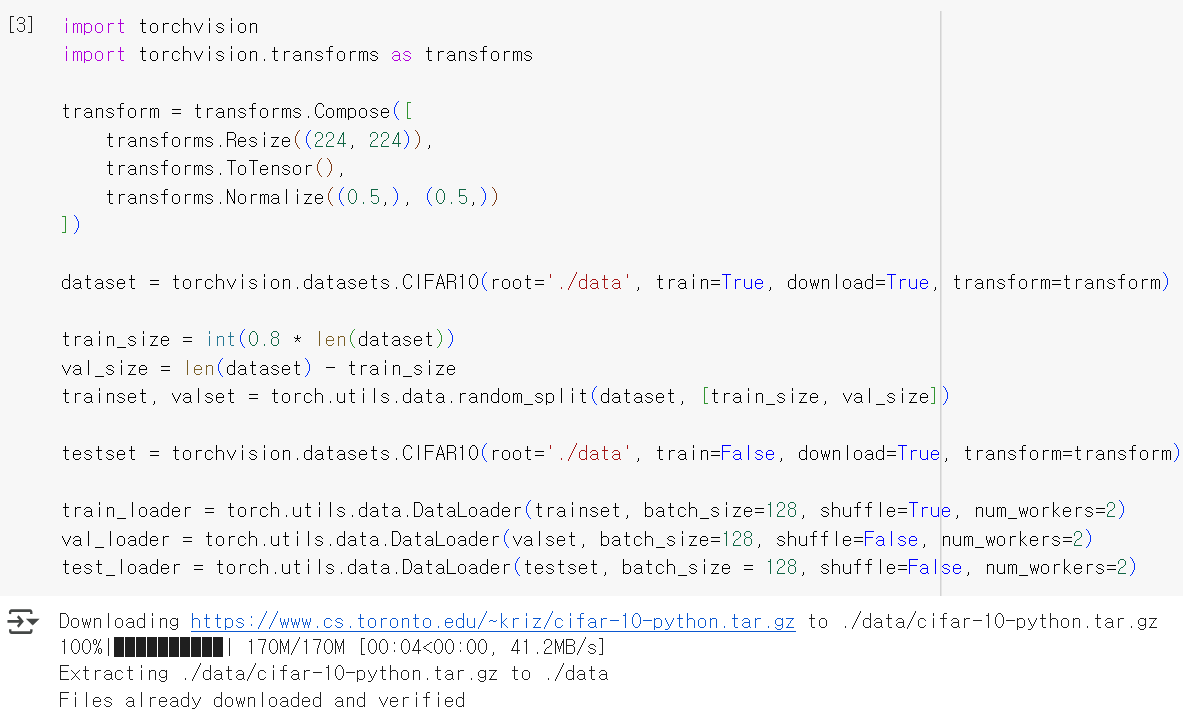 [3] import torchvision
import torchvision.transforms as transforms
transform = transforms.Compose([
    transforms.Resize((224, 224)),
    transforms.ToTensor(),
    transforms.Normalize((0.5,), (0.5,))
])
dataset = torchvision.datasets.CIFAR10(root='./data', train=True, download=True, transform=transform)
train_size = int(0.8 * len(dataset))
val_size = len(dataset) - train_size
trainset, valset = torch.utils.data.random_split(dataset, [train_size, val_size])
testset = torchvision.datasets.CIFAR10(root='./data', train=False, download=True, transform=transform)
train_loader = torch.utils.data.DataLoader(trainset, batch_size=128, shuffle=True, num_workers=2)
val_loader = torch.utils.data.DataLoader(valset, batch_size=128, shuffle=False, num_workers=2)
test_loader = torch.utils.data.DataLoader(testset, batch_size = 128, shuffle=False, num_workers=2)
Downloading https://www.cs.toronto.edu/~kriz/cifar-10-python.tar.gz to ./data/cifar-10-python.tar.gz
100%|██████████| 170M/170M [00:04<00:00, 41.2MB/s]
Extracting ./data/cifar-10-python.tar.gz to ./data
Files already downloaded and verified